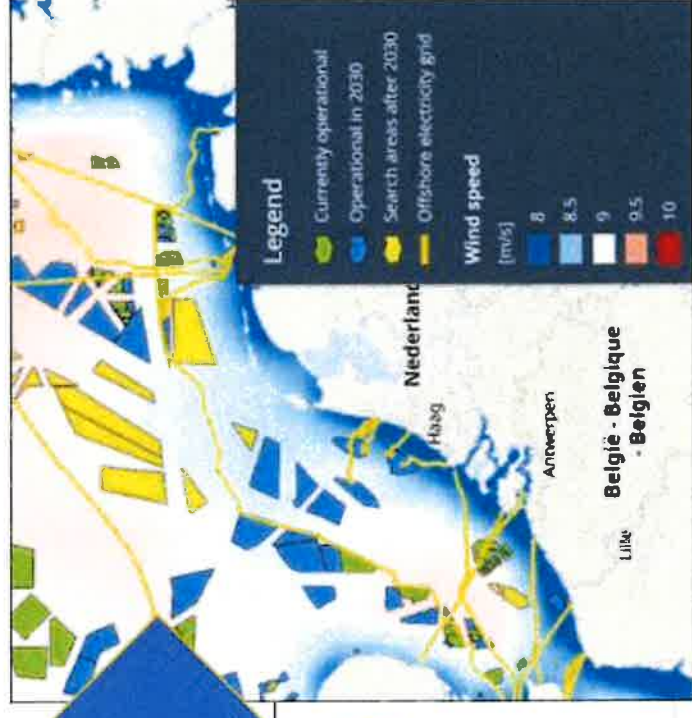 Legend
Currently operational
Operational in 2030
Search areas after 2030
Offshore electricity grid
Wind speed
[m/s]
8
8.5
9
9.5
10
Nederland
Haag
Antwerpen
België - Belgique
- Belgien
Lille